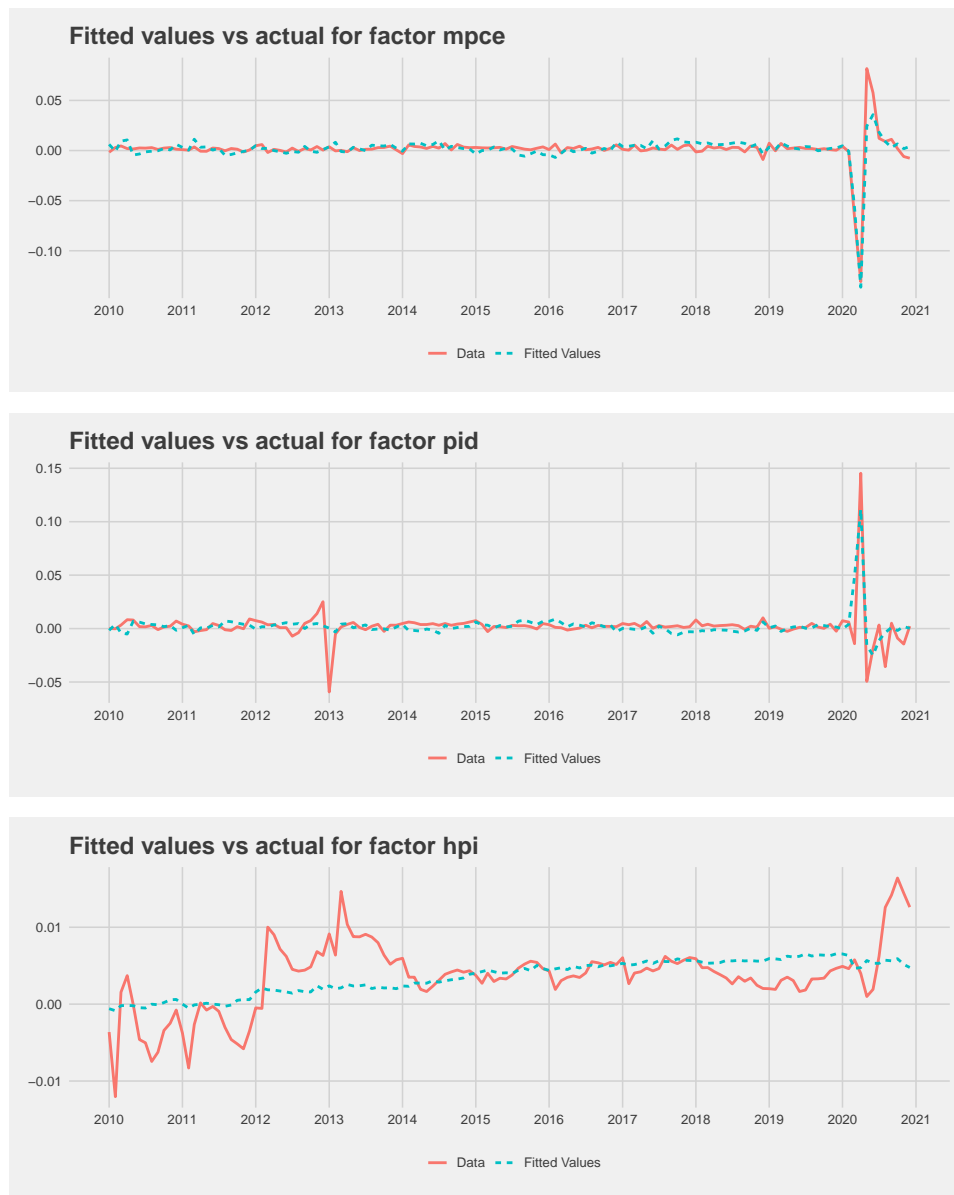 Fitted values vs actual for factor mpce
0.05
0.00
−0.05
−0.10
2010 2011 2012 2013 2014 2015 2016 2017 2018 2019 2020 2021
Data Fitted Values
Fitted values vs actual for factor pid
0.15
0.10
0.05
0.00
−0.05
2010 2011 2012 2013 2014 2015 2016 2017 2018 2019 2020 2021
Data Fitted Values
Fitted values vs actual for factor hpi
0.01
0.00
−0.01
2010 2011 2012 2013 2014 2015 2016 2017 2018 2019 2020 2021
Data Fitted Values